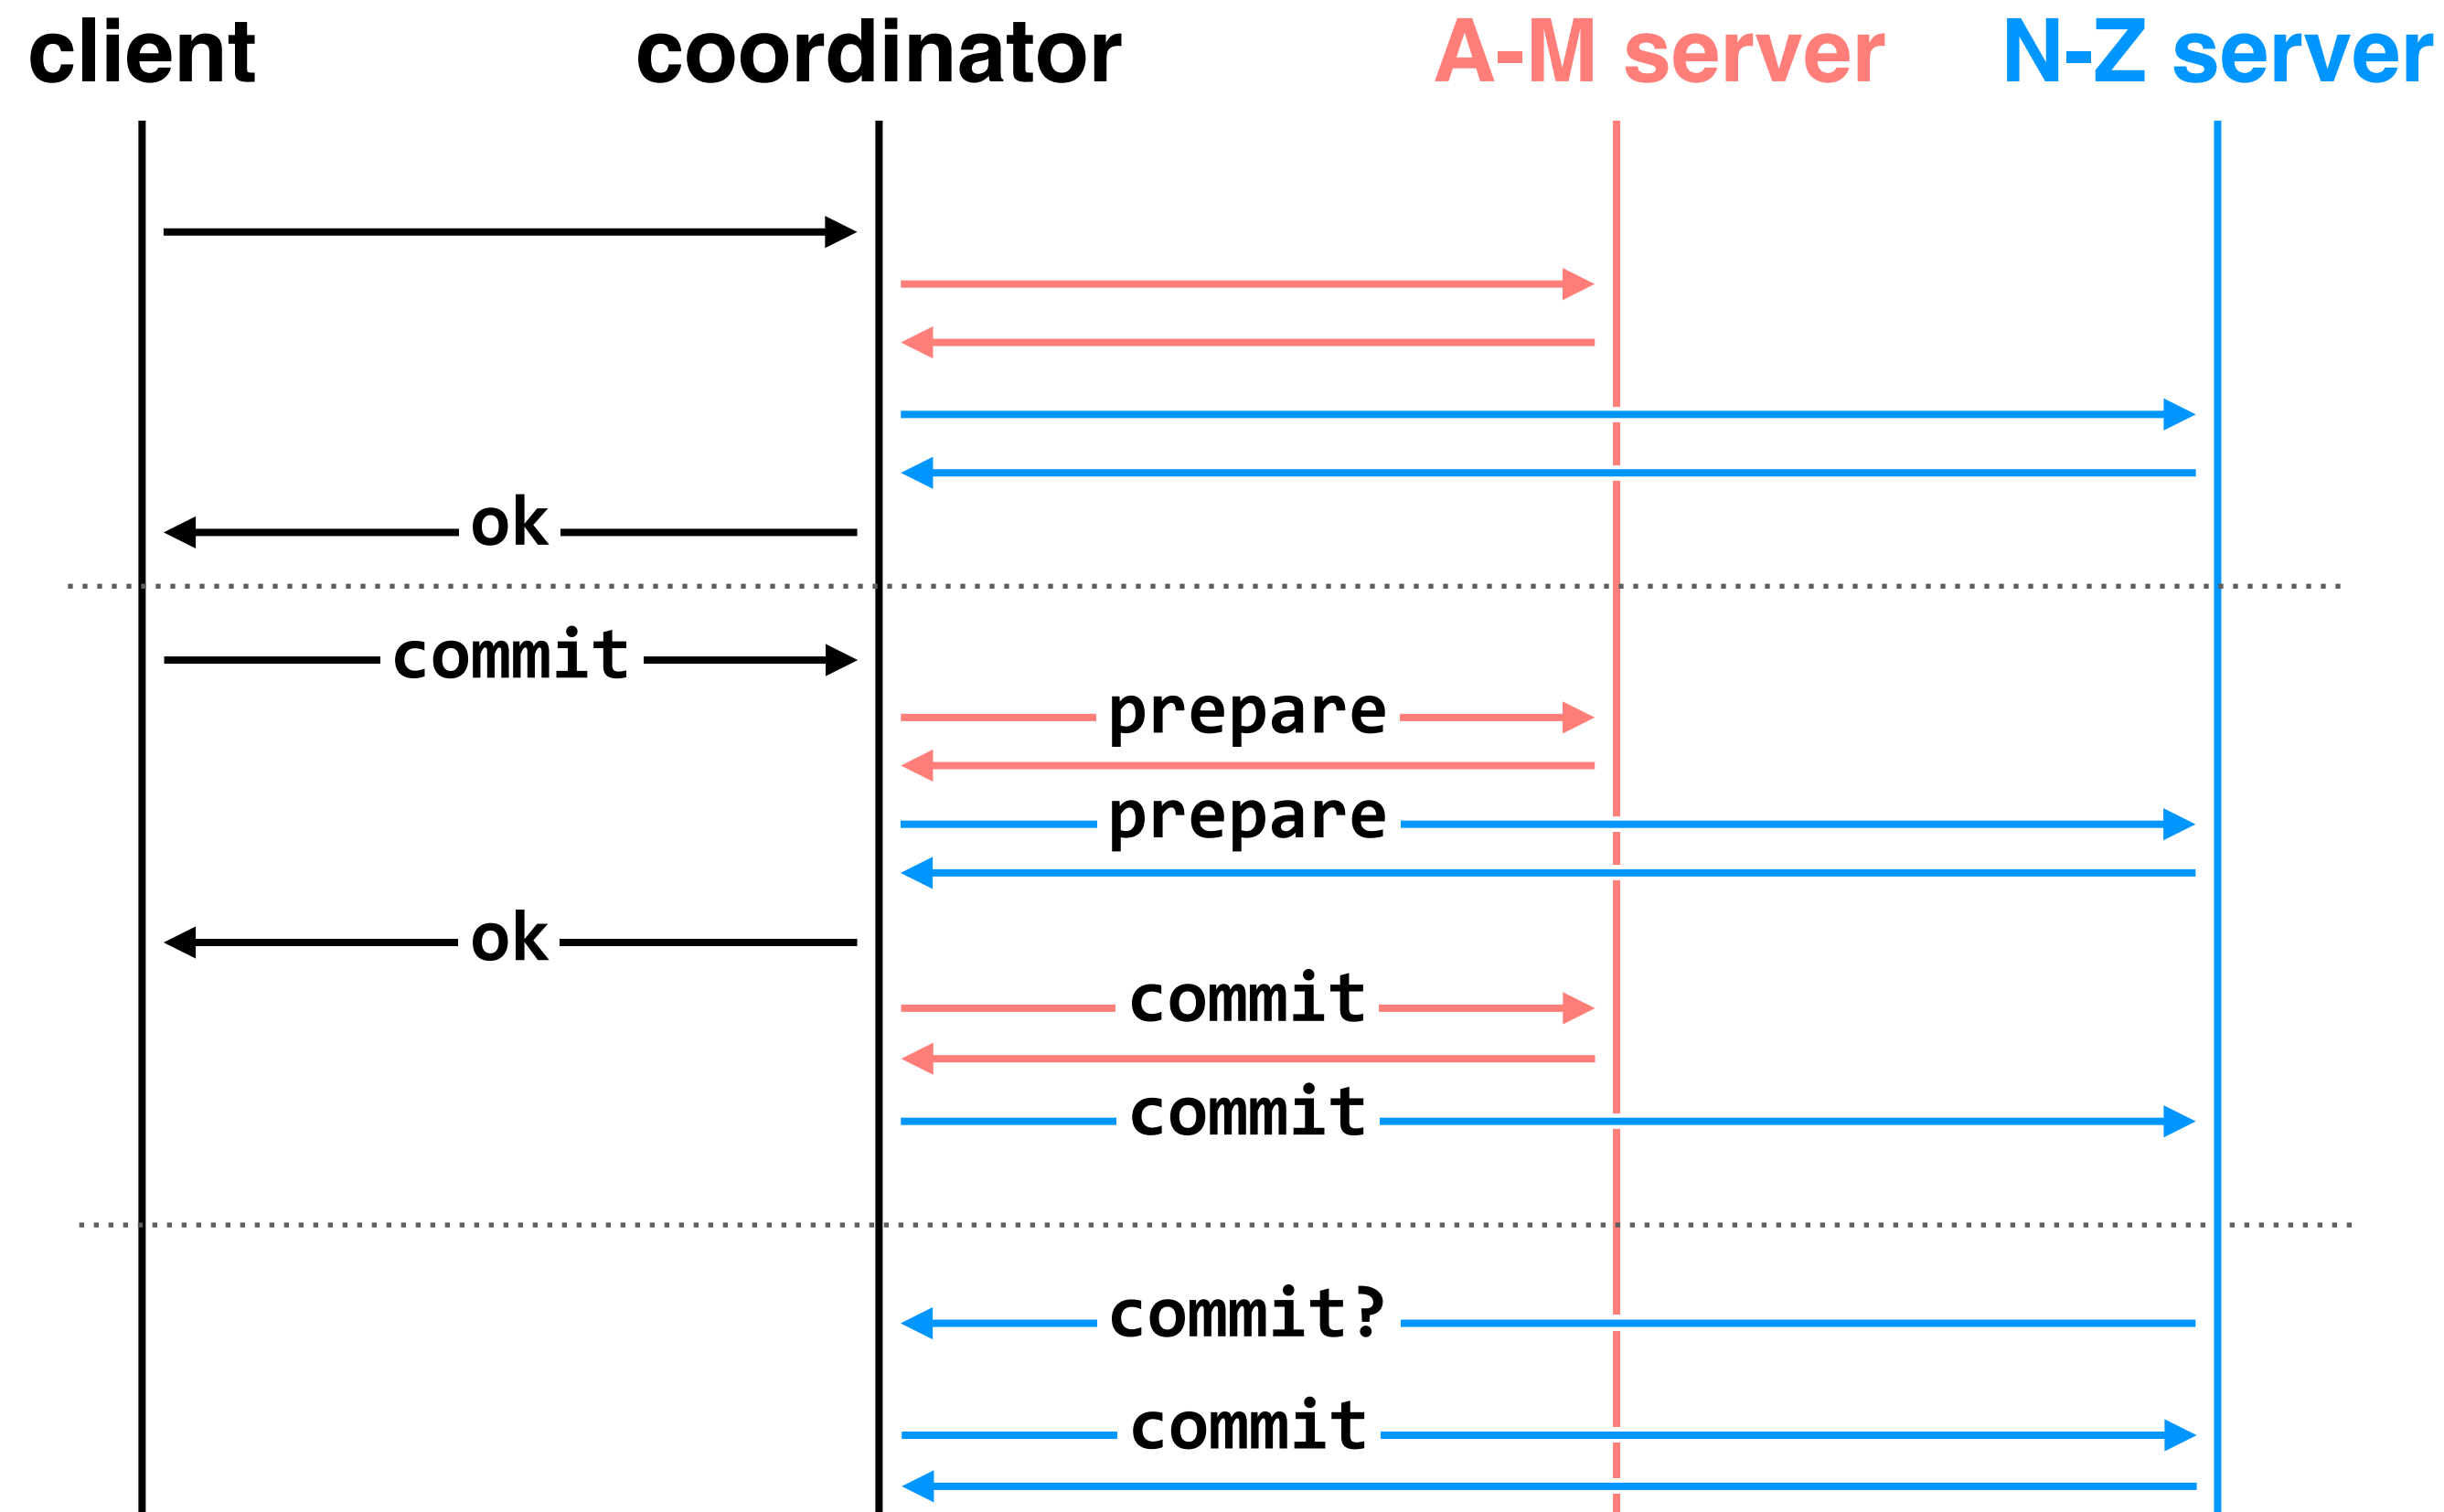 client coordinator A-M server N-Z server
ok
commit
prepare
prepare
ok
commit
commit
commit?
commit